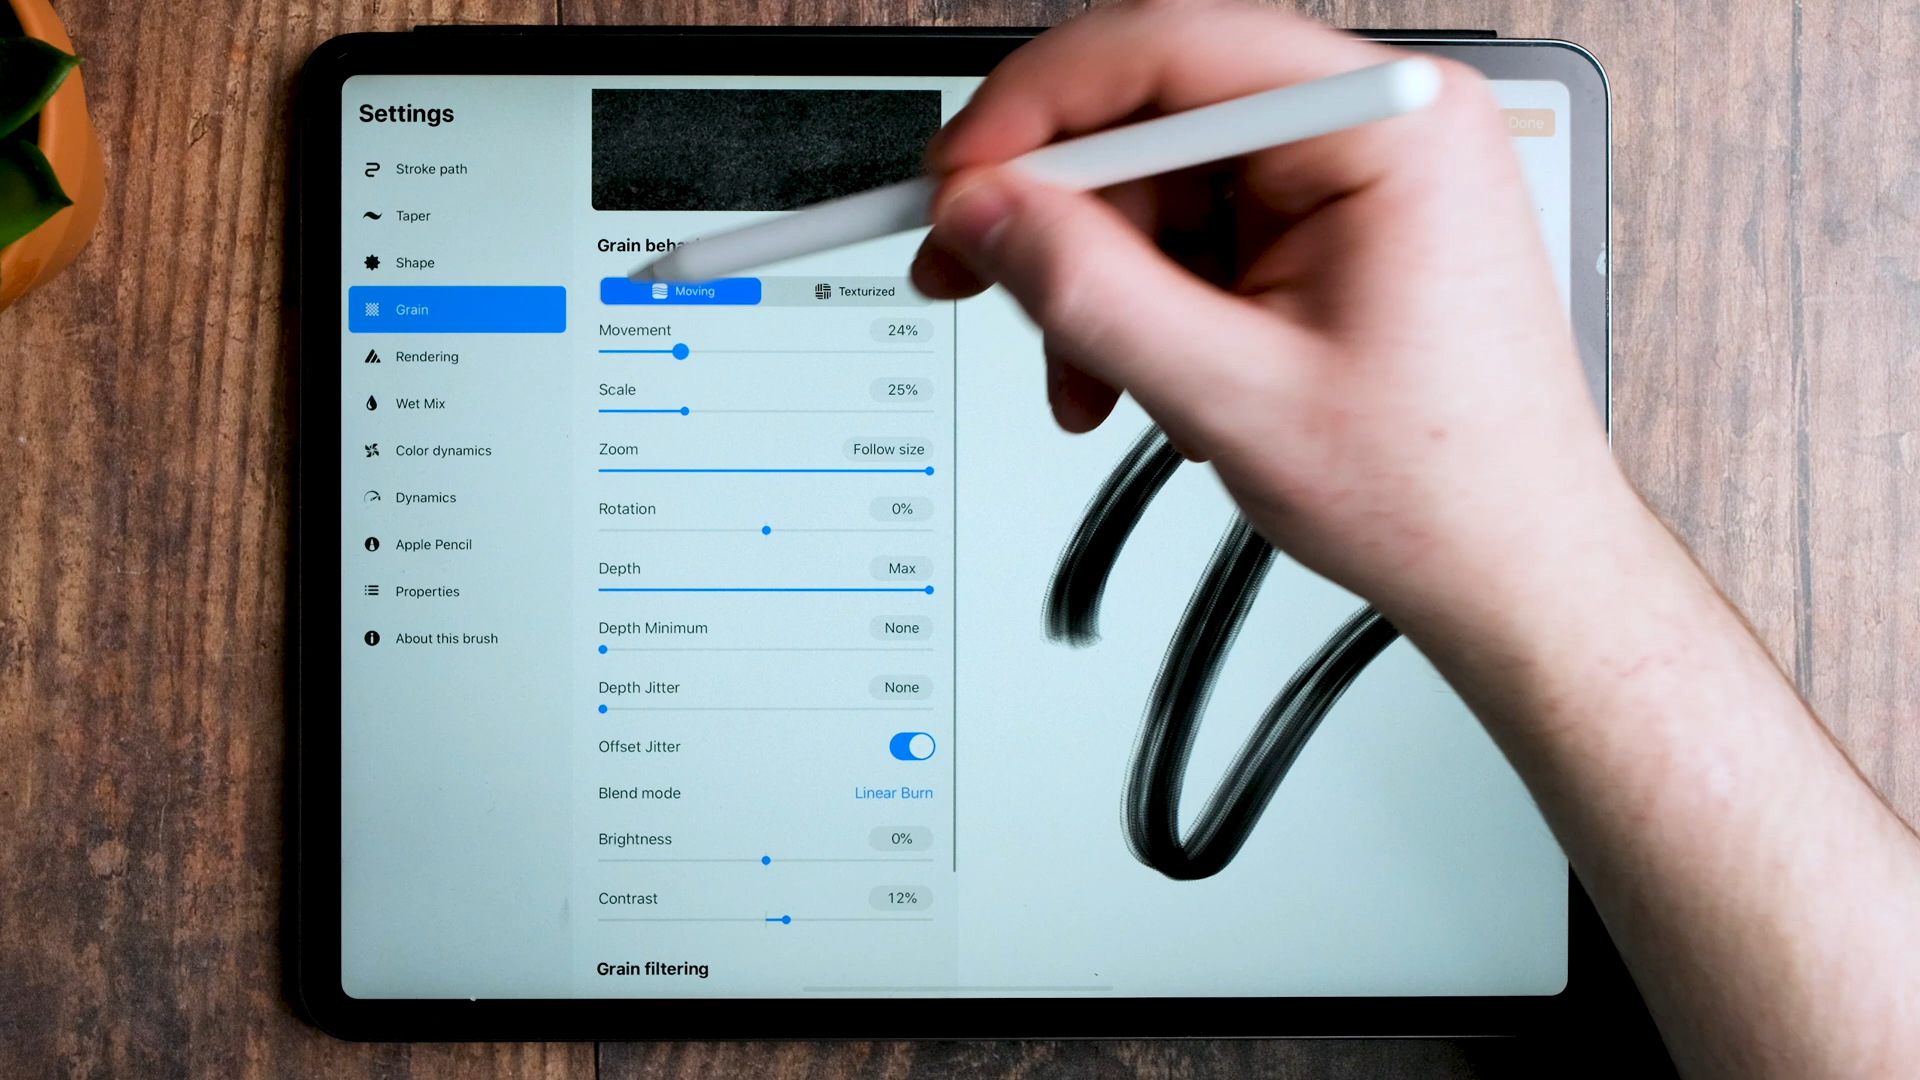 Settings
Stroke path
Taper
Shape
Grain
Rendering
Wet Mix
Color dynamics
Dynamics
Apple Pencil
Properties
About this brush
Grain
Moving Texturized
Movement 24%
Scale 25%
Zoom Follow size
Rotation 0%
Depth Max
Depth Minimum None
Depth Jitter None
Offset Jitter
Blend mode Linear Burn
Brightness 0%
Contrast 12%
Grain filtering
Done